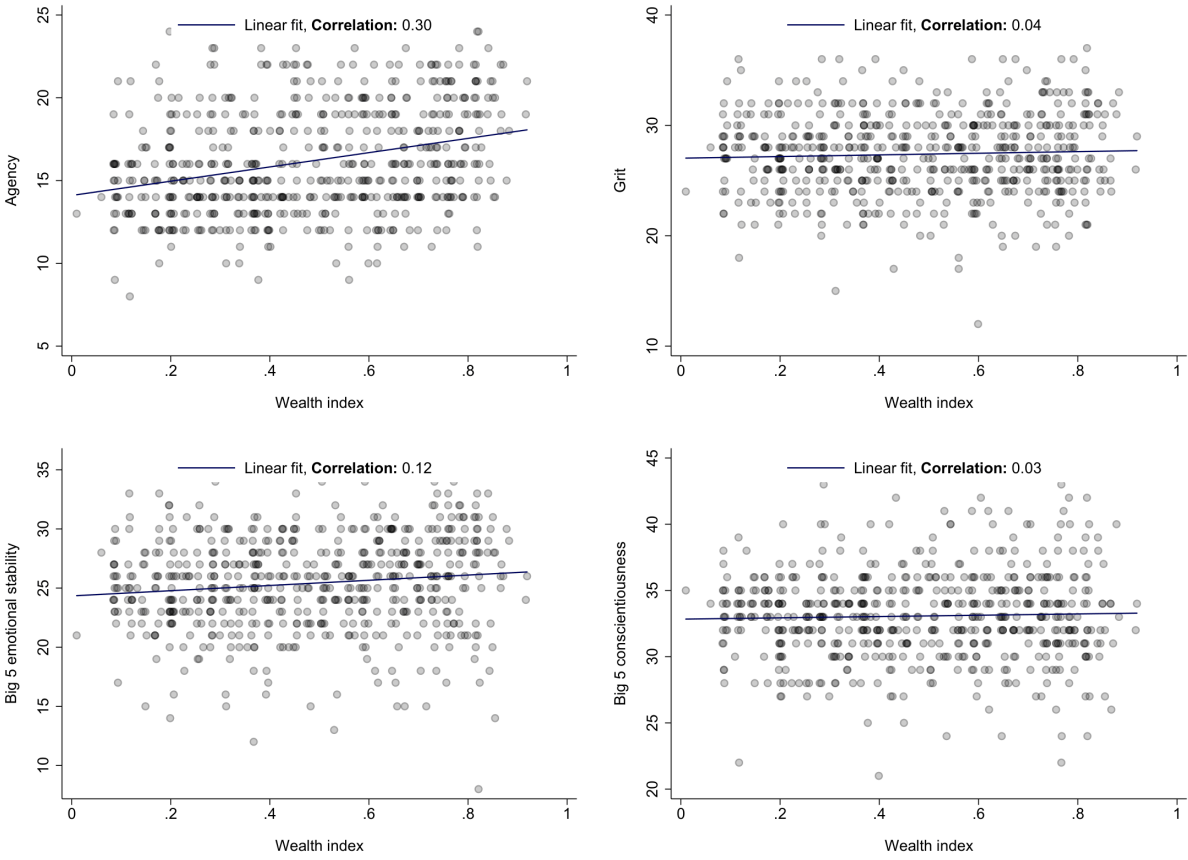 Linear fit, Correlation: 0.30
Agency
25
20
15
10
5
0 .2 .4 .6 .8 1
Wealth index
Linear fit, Correlation: 0.04
Grit
40
30
20
10
0 .2 .4 .6 .8 1
Wealth index
Linear fit, Correlation: 0.12
Big 5 emotional stability
35
30
25
20
15
10
0 .2 .4 .6 .8 1
Wealth index
Linear fit, Correlation: 0.03
Big 5 conscientiousness
45
40
35
30
25
20
0 .2 .4 .6 .8 1
Wealth index